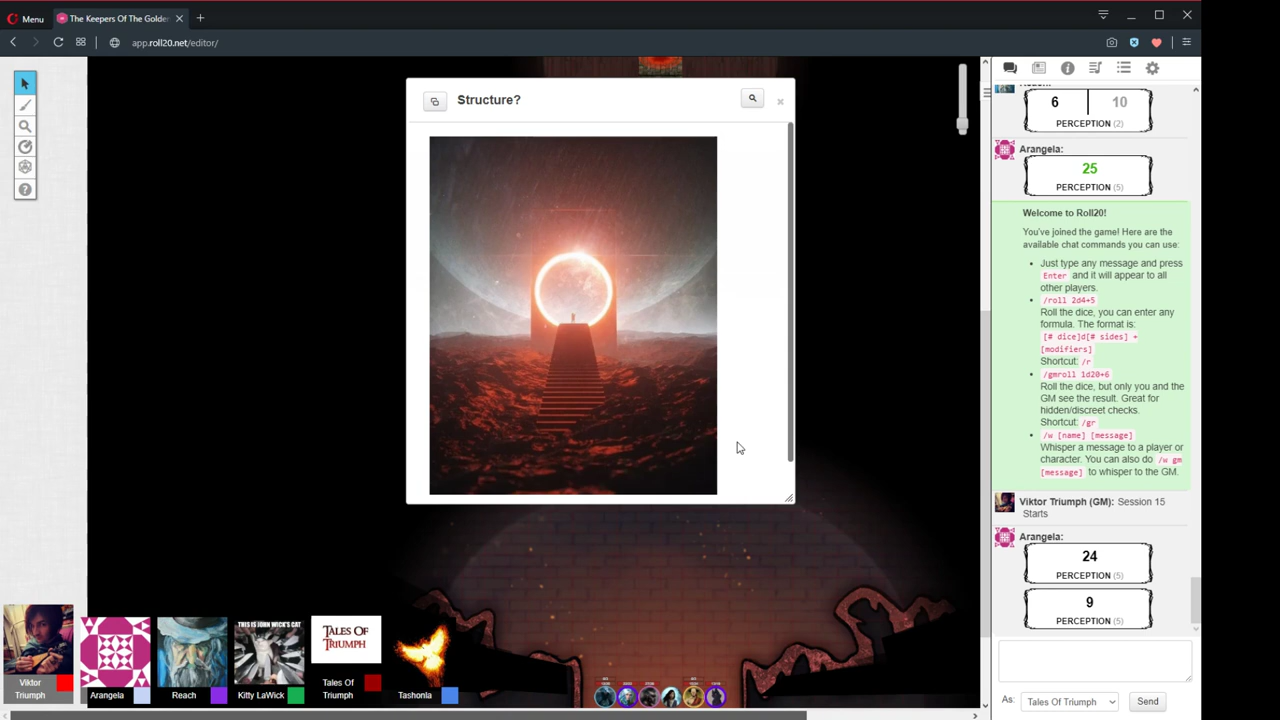 Menu
The Keepers Of The Golden
app.roll20.net/editor/
Structure?
6
10
PERCEPTION (2)
Arangela:
25
PERCEPTION (5)
Welcome to Roll20!
You've joined the game! Here are the
available chat commands you can use:
Just type any message and press
Enter and it will appear to all
other players.
/roll 2d4+5
Roll the dice, you can enter any
formula. The format is:
[# dice]d[# sides] +
[modifiers]
Shortcut: /r
/gmroll 1d20+6
Roll the dice, but only you and the
GM see the result. Great for
hidden/discreet checks.
Shortcut: /gr
/w [name] [message]
Whisper a message to a player or
character. You can also do /w gm
[message] to whisper to the GM.
Viktor Triumph (GM): Session 15
Starts
Arangela:
24
PERCEPTION (5)
9
PERCEPTION (5)
As:
Tales Of Triumph
Send
Viktor
Triumph
Arangela
Reach
THIS IS JOHN WICK'S CAT
Kitty LaWick
TALES OF
TRIUMPH
Tales Of
Triumph
Tashonla